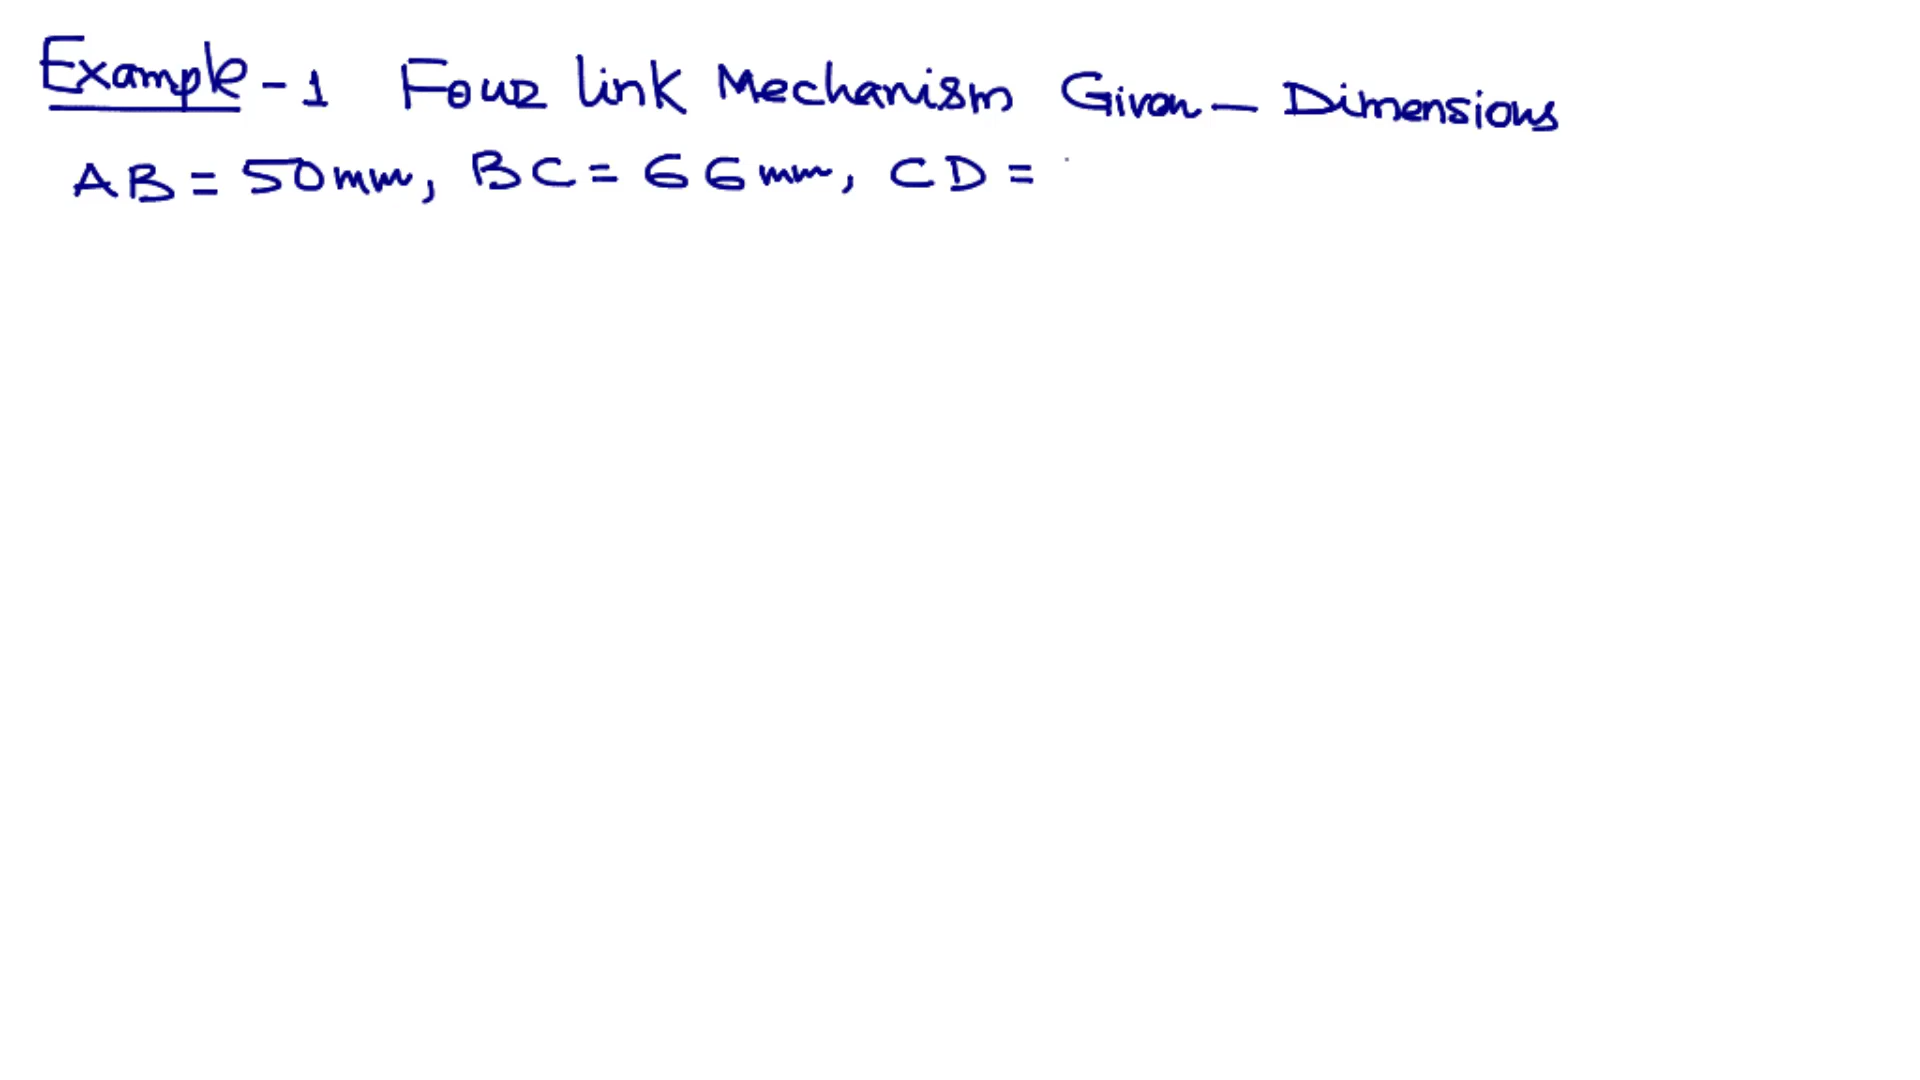 Example - 1 Four link Mechanism Given - Dimensions
AB = 50mm, BC = 66mm, CD =